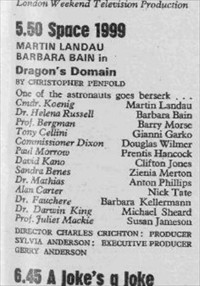 London Weekend Television Production
5.50 Space 1999
MARTIN LANDAU
BARBARA BAIN in
Dragon's Domain
BY CHRISTOPHER PENFOLD
One of the astronauts goes berserk . . .
Cmdr. Koenig Martin Landau
Dr. Helena Russell Barbara Bain
Prof. Bergman Barry Morse
Tony Cellini Gianni Garko
Commissioner Dixon Douglas Wilmer
Paul Morrow Prentis Hancock
David Kano Clifton Jones
Sandra Benes Zienia Merton
Dr. Mathias Anton Phillips
Alan Carter Nick Tate
Dr. Fauchere Barbara Kellermann
Dr. Darwin King Michael Sheard
Prof. Juliet Mackie Susan Jameson
DIRECTOR CHARLES CRICHTON: PRODUCER
SYLVIA ANDERSON: EXECUTIVE PRODUCER
GERRY ANDERSON
6.45 A Joke's a Joke